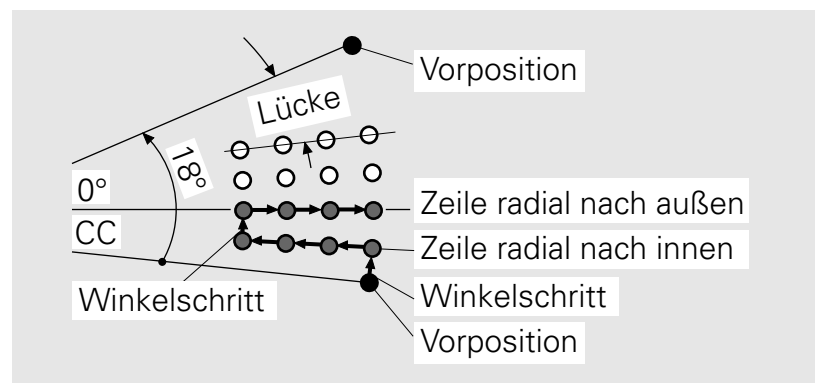 Vorposition
Lücke
18°
0°
CC
Zeile radial nach außen
Zeile radial nach innen
Winkelschritt
Winkelschritt
Vorposition